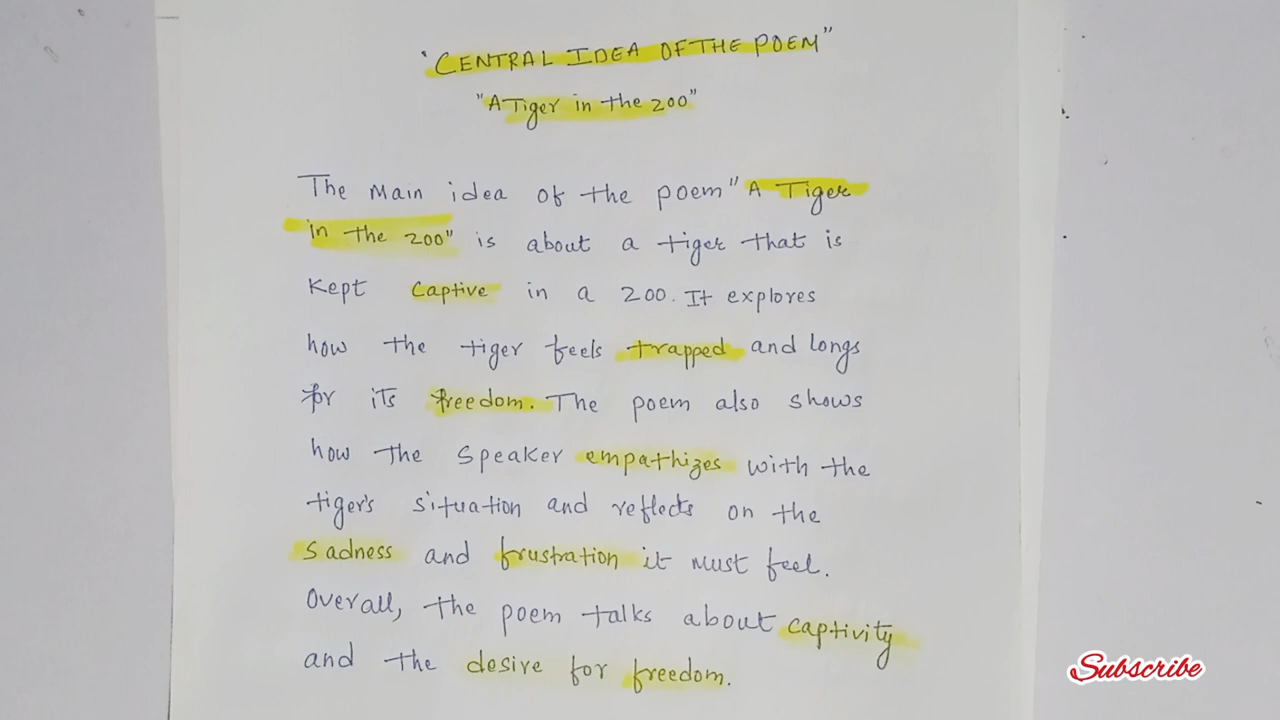 "CENTRAL IDEA OF THE POEM"
"A Tiger in the zoo"
The Main idea of the poem "A Tiger
in the zoo" is about a tiger that is
Kept Captive in a zoo. It explores
how the tiger feels trapped and longs
for its freedom. The poem also shows
how the speaker empathizes with the
tiger's situation and reflects on the
sadness and frustration it must feel.
Overall, the poem talks about captivity
and the desire for freedom.
Subscribe